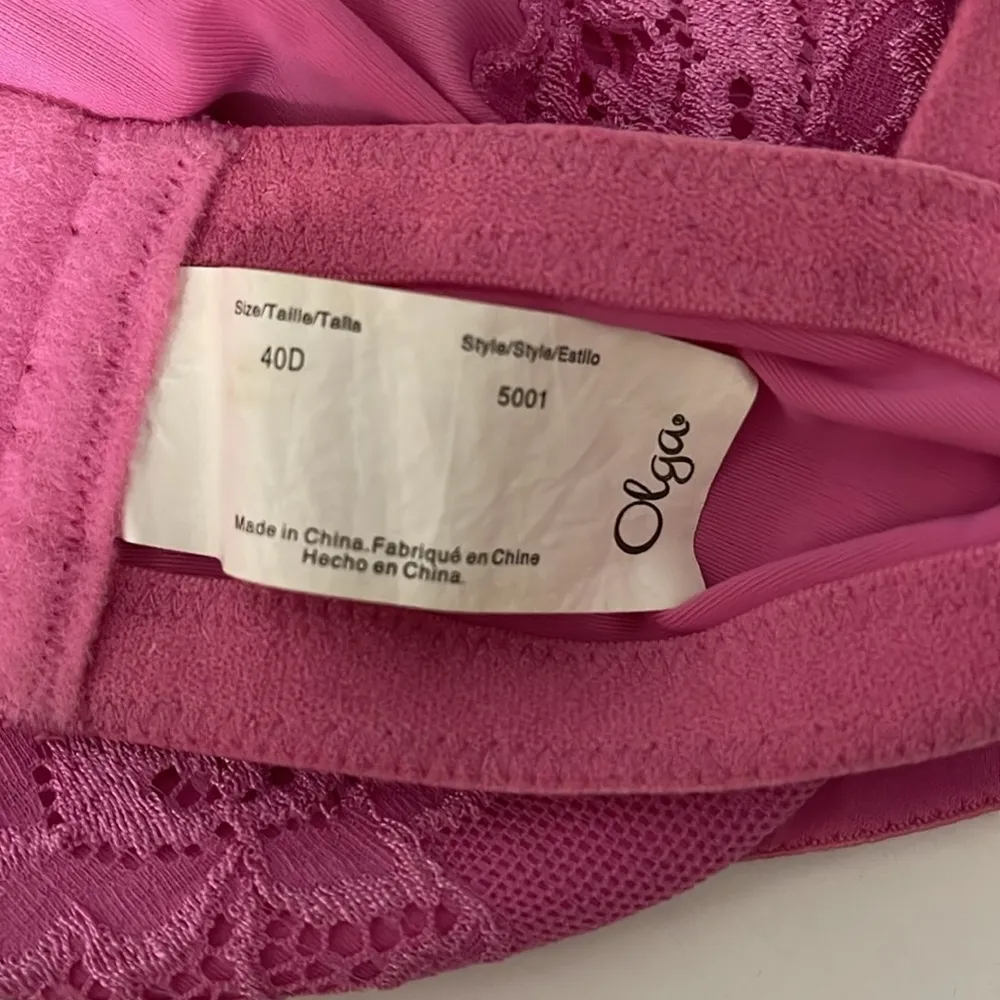 Size/Taille/Talla
40D
Style/Style/Estilo
5001
Olga®
Made in China. Fabriqué en Chine
Hecho en China.